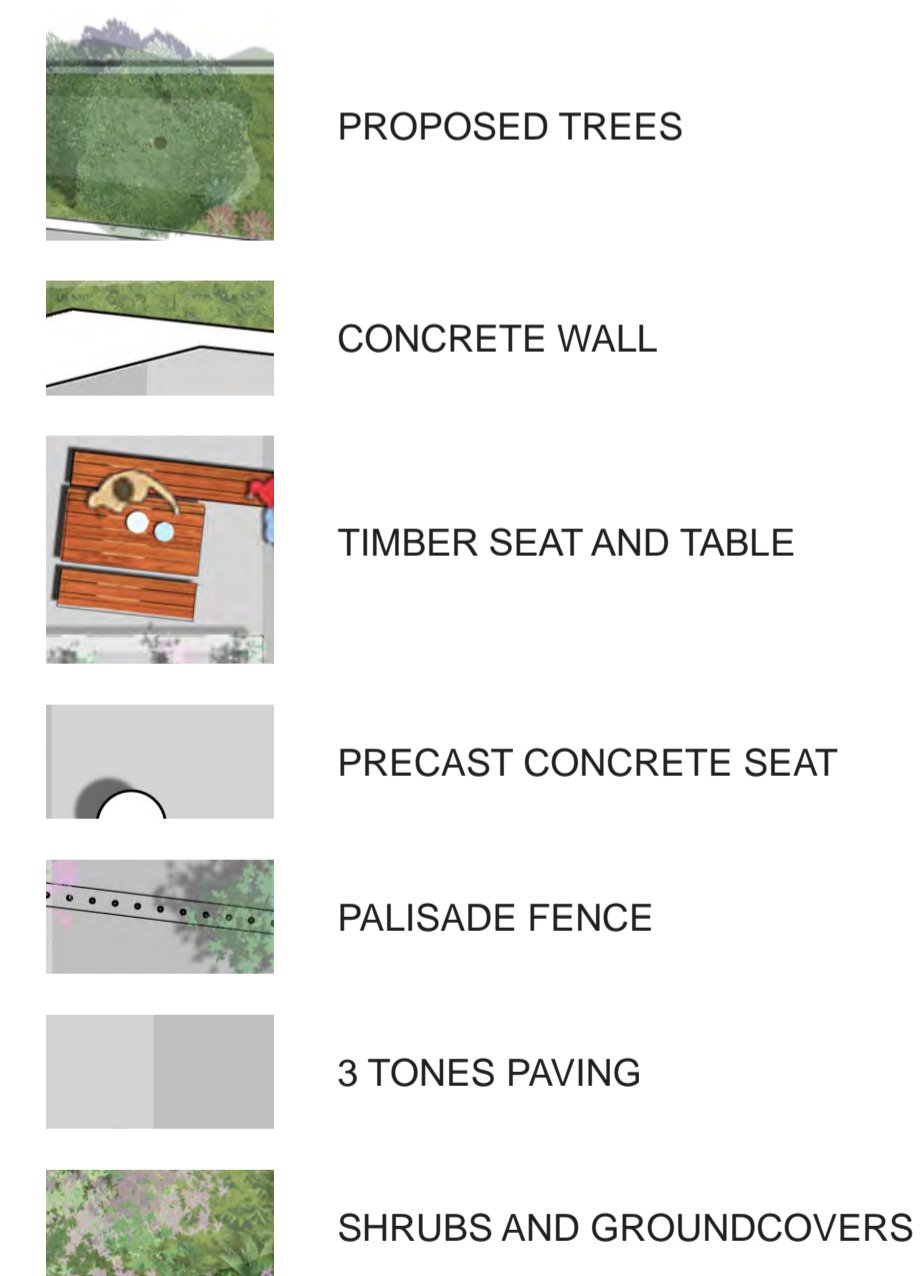 PROPOSED TREES
CONCRETE WALL
TIMBER SEAT AND TABLE
PRECAST CONCRETE SEAT
PALISADE FENCE
3 TONES PAVING
SHRUBS AND GROUNDCOVERS